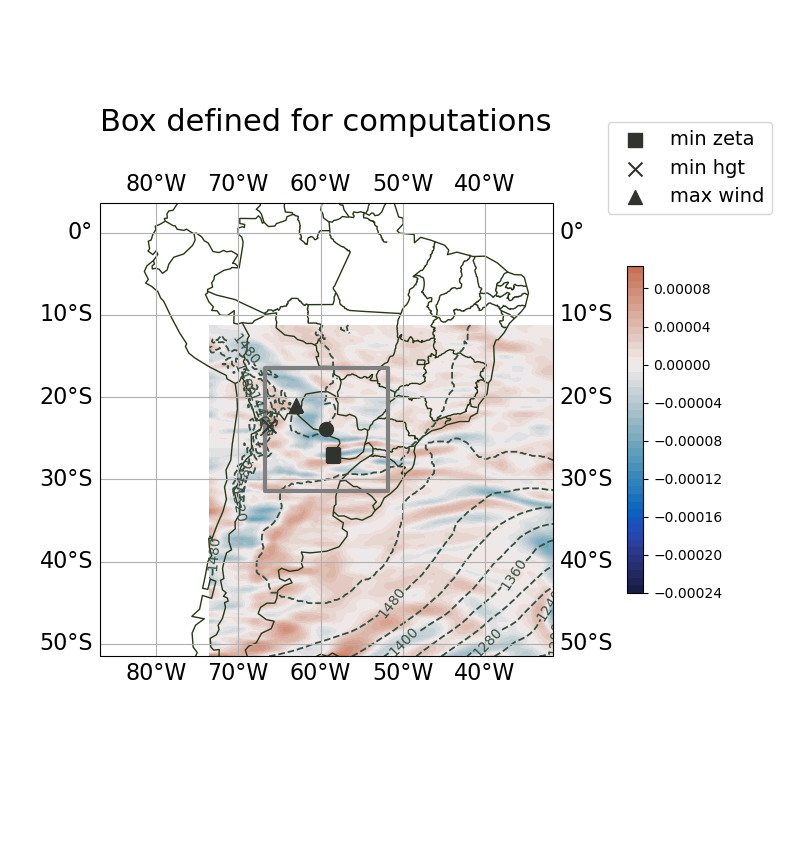 Box defined for computations
min zeta
min hgt
max wind
80°W 70°W 60°W 50°W 40°W
0° 0°
10°S 10°S
20°S 20°S
30°S 30°S
40°S 40°S
50°S 50°S
80°W 70°W 60°W 50°W 40°W
1480
1480
1480
1400
1360
1280
0.00008
0.00004
0.00000
−0.00004
−0.00008
−0.00012
−0.00016
−0.00020
−0.00024